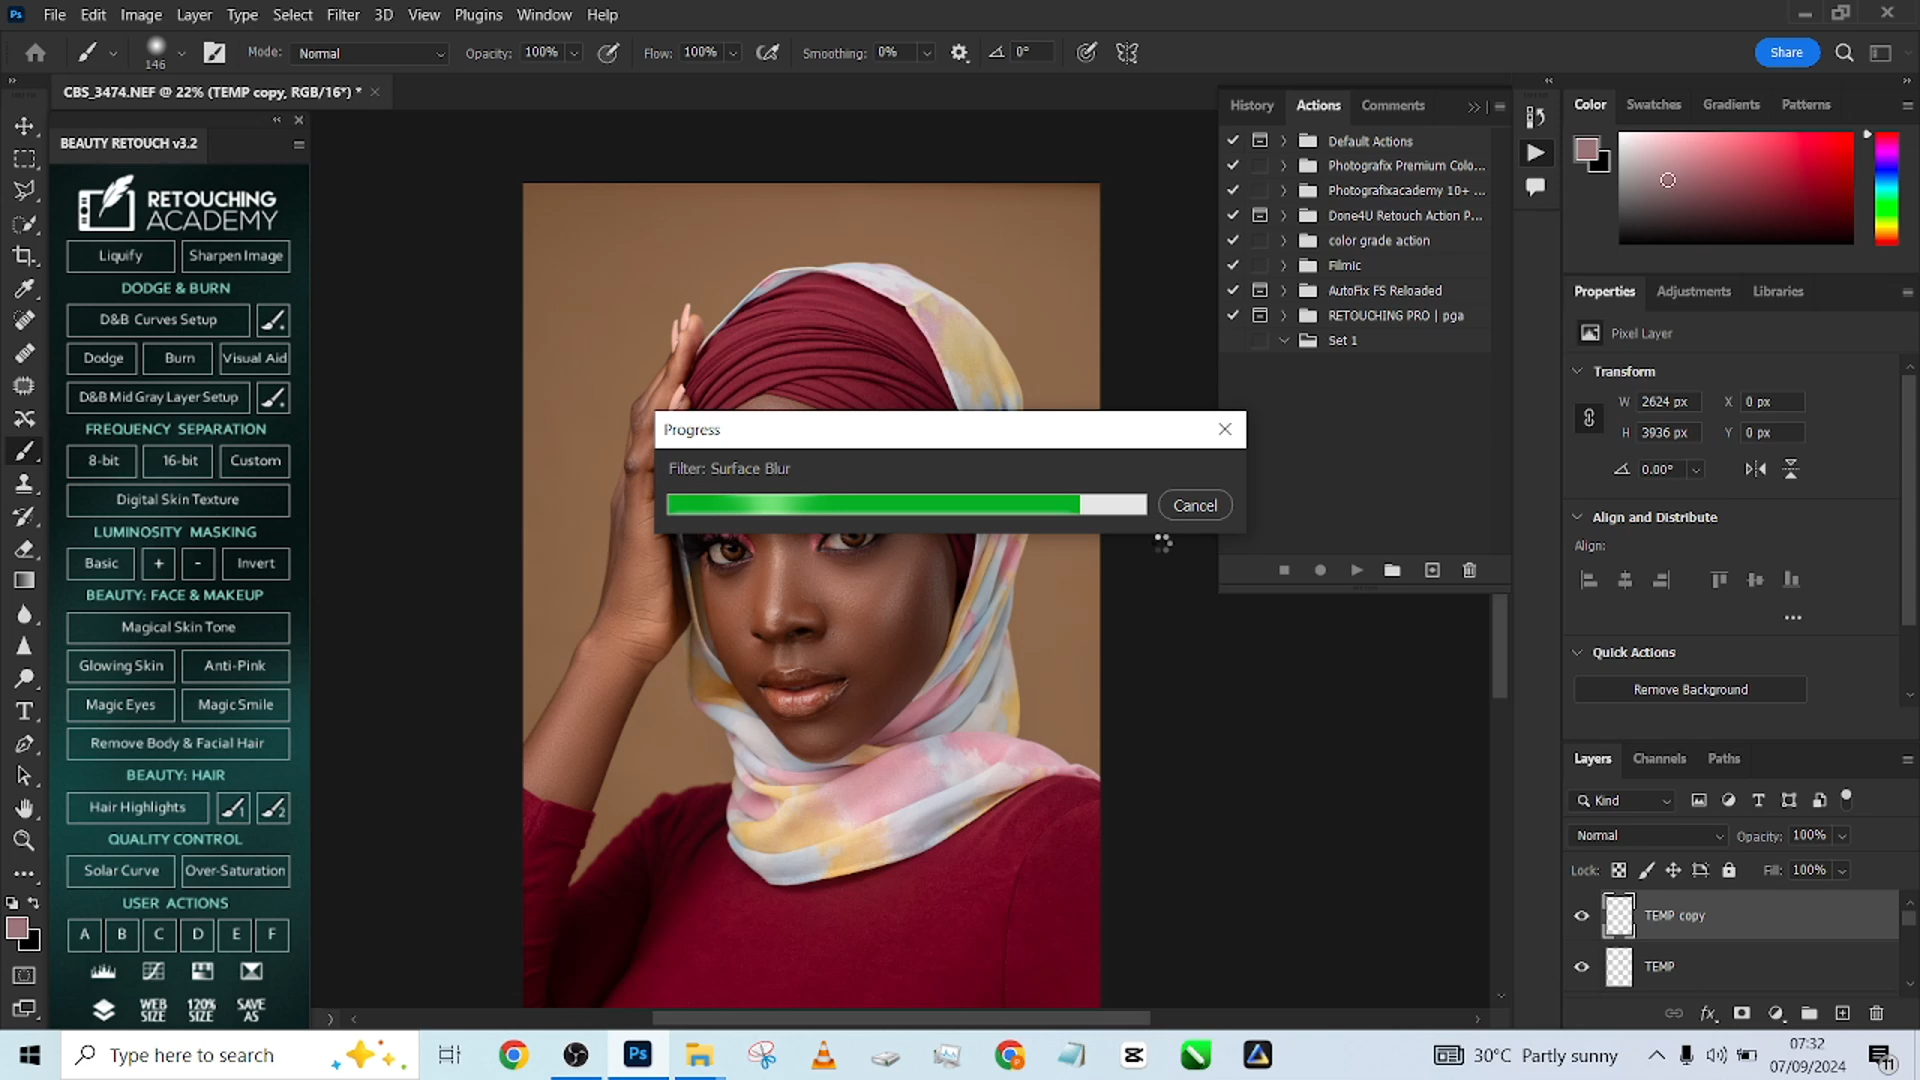 Ps File Edit Image Layer Type Select Filter 3D View Plugins Window Help
146 Mode: Normal Opacity: 100% Flow: 100% Smoothing: 0% 0° Share
CBS_3474.NEF @ 22% (TEMP copy, RGB/16*) *
BEAUTY RETOUCH v3.2
RETOUCHING
ACADEMY
Liquify Sharpen Image
DODGE & BURN
D&B Curves Setup
Dodge Burn Visual Aid
D&B Mid Gray Layer Setup
FREQUENCY SEPARATION
8-bit 16-bit Custom
Digital Skin Texture
LUMINOSITY MASKING
Basic + - Invert
BEAUTY: FACE & MAKEUP
Magical Skin Tone
Glowing Skin Anti-Pink
Magic Eyes Magic Smile
Remove Body & Facial Hair
BEAUTY: HAIR
Hair Highlights 1 2
QUALITY CONTROL
Solar Curve Over-Saturation
USER ACTIONS
A B C D E F
WEB SIZE 120% SIZE SAVE AS
Progress
Filter: Surface Blur
Cancel
History Actions Comments
Default Actions
Photografix Premium Colo...
Photografixacademy 10+ ...
Done4U Retouch Action P...
color grade action
Filmic
AutoFix FS Reloaded
RETOUCHING PRO | pga
Set 1
Color Swatches Gradients Patterns
Properties Adjustments Libraries
Pixel Layer
Transform
W 2624 px X 0 px
H 3936 px Y 0 px
0.00°
Align and Distribute
Align:
Quick Actions
Remove Background
Layers Channels Paths
Kind
Normal Opacity: 100%
Lock: Fill: 100%
TEMP copy
TEMP
fx
Type here to search
Ps
30°C Partly sunny
07:32
07/09/2024
11